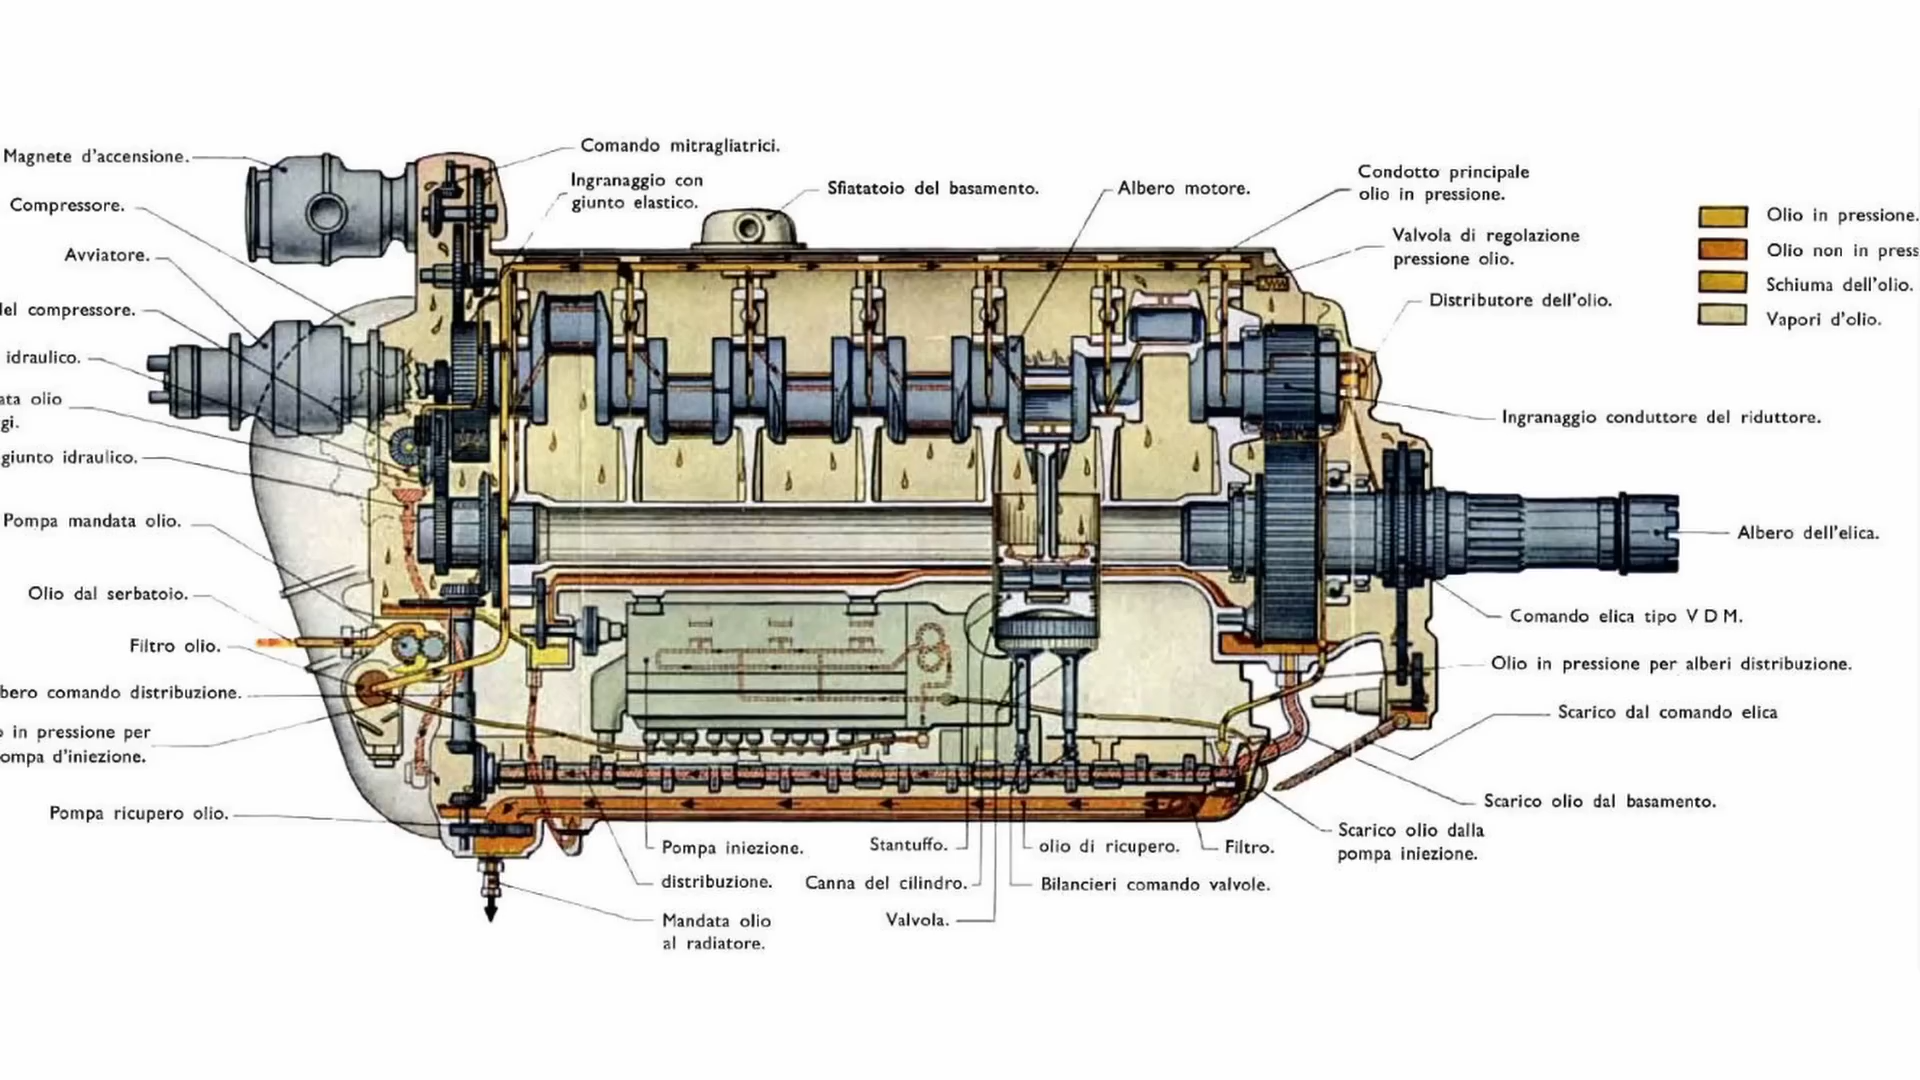 Magnete d'accensione.
Compressore.
Avviatore.
del compressore.
idraulico.
ata olio
gi.
giunto idraulico.
Pompa mandata olio.
Olio dal serbatoio.
Filtro olio.
bero comando distribuzione.
o in pressione per
ompa d'iniezione.
Pompa ricupero olio.
Comando mitragliatrici.
Ingranaggio con
giunto elastico.
Sfiatatoio del basamento.
Albero motore.
Condotto principale
olio in pressione.
Valvola di regolazione
pressione olio.
Distributore dell'olio.
Ingranaggio conduttore del riduttore.
Albero dell'elica.
Comando elica tipo V D M.
Olio in pressione per alberi distribuzione.
Scarico dal comando elica
Scarico olio dal basamento.
Scarico olio dalla
pompa iniezione.
Pompa iniezione.
distribuzione.
Mandata olio
al radiatore.
Stantuffo.
Canna del cilindro.
Valvola.
olio di ricupero.
Filtro.
Bilancieri comando valvole.
Olio in pressione.
Olio non in press
Schiuma dell'olio.
Vapori d'olio.